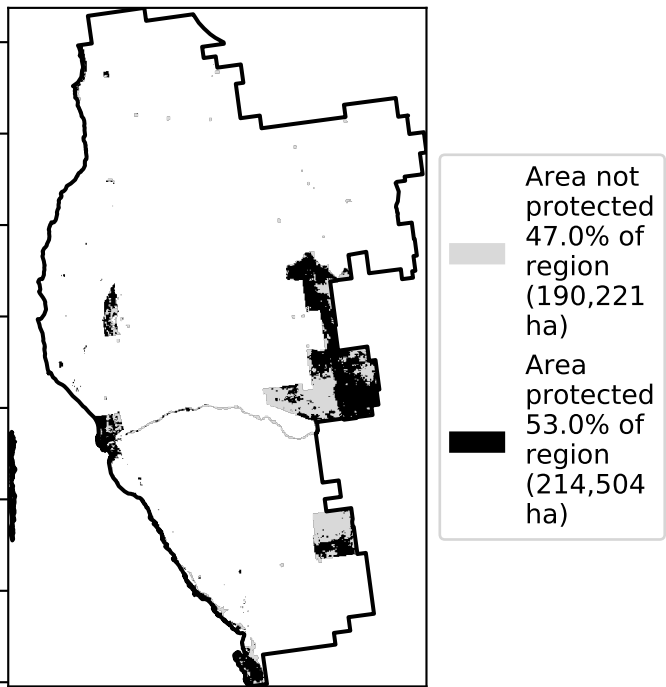 Area not
protected
47.0% of
region
(190,221
ha)
Area
protected
53.0% of
region
(214,504
ha)